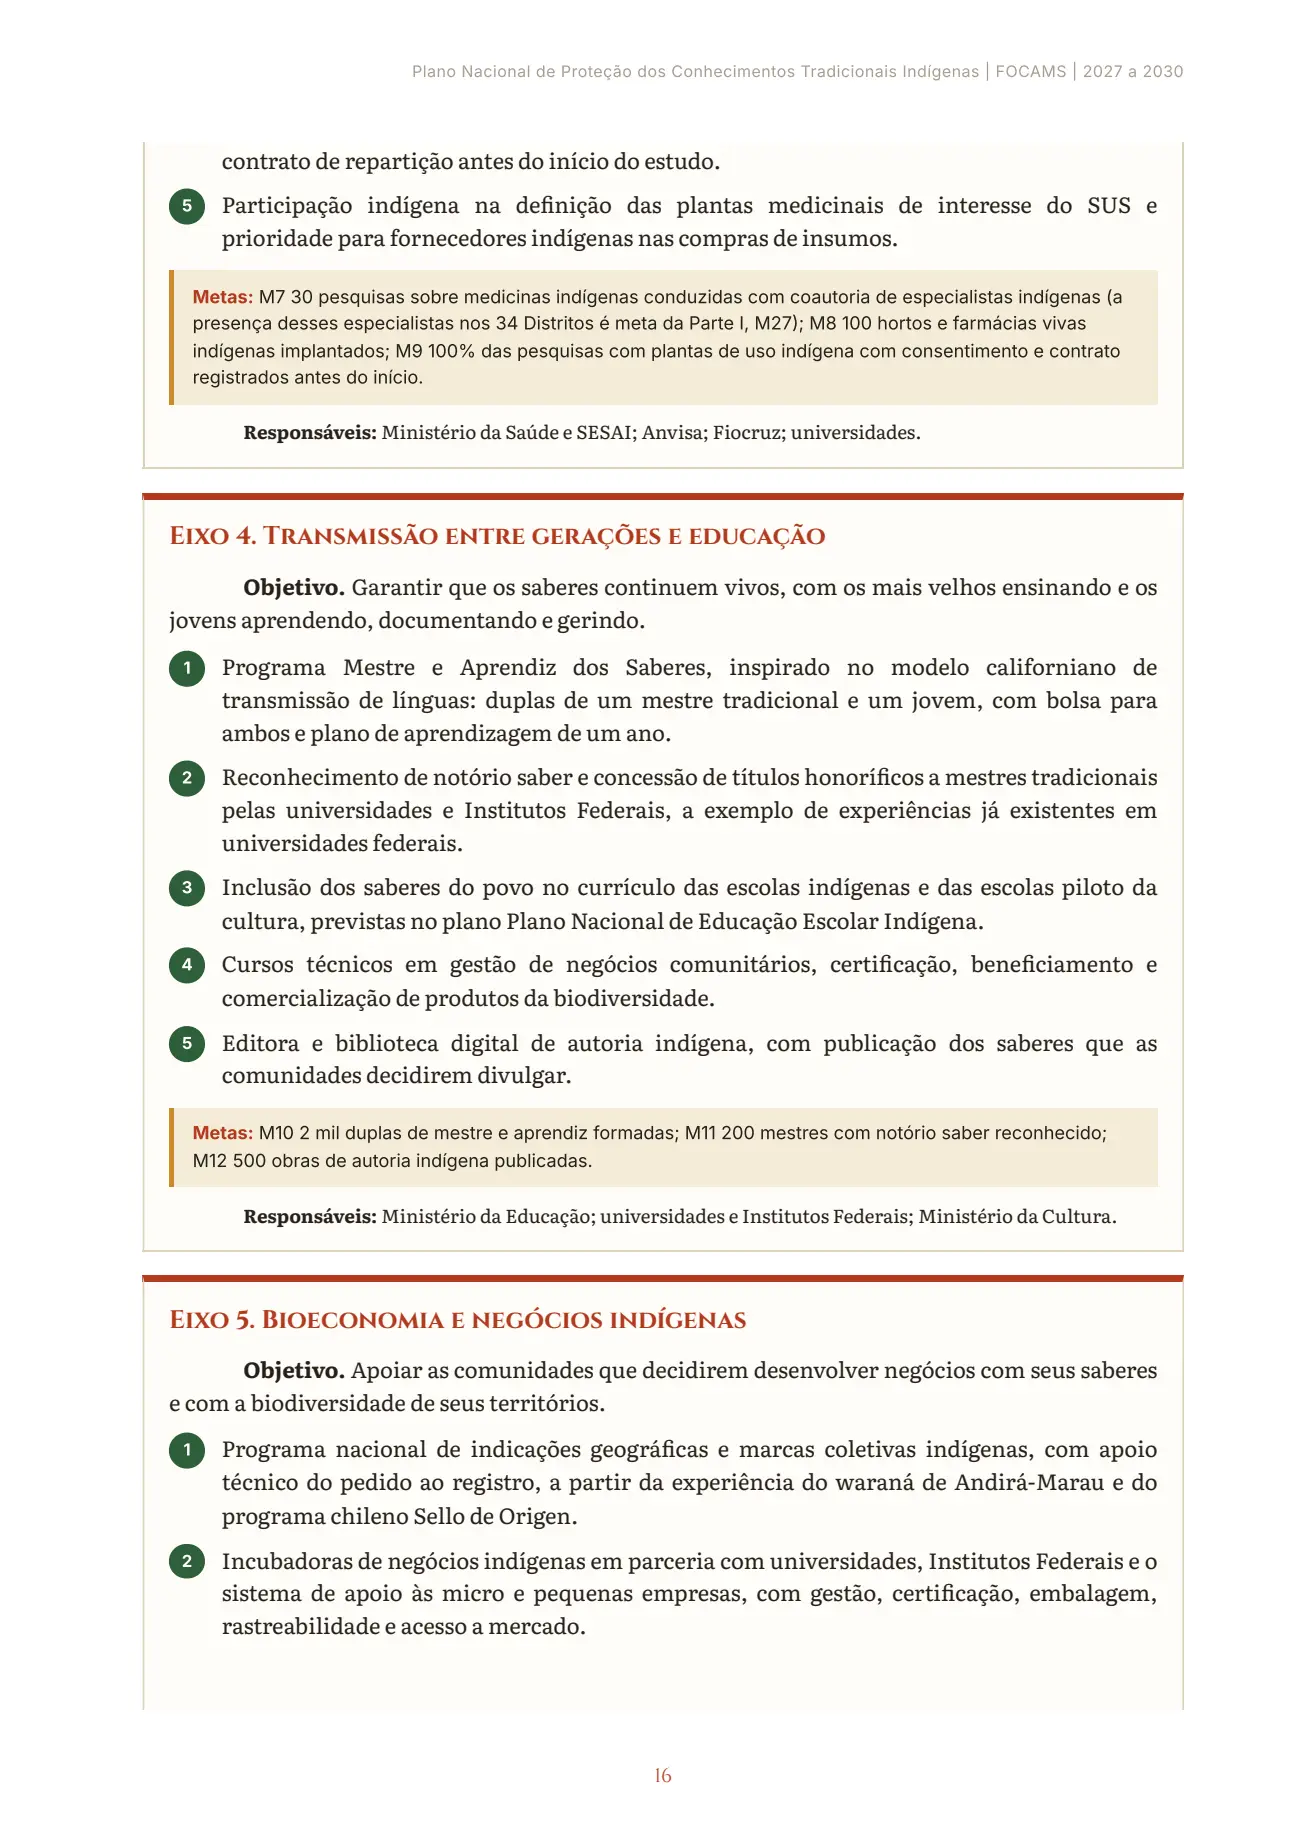 Plano Nacional de Proteção dos Conhecimentos Tradicionais Indígenas | FOCAMS | 2027 a 2030
contrato de repartição antes do início do estudo.
5 Participação indígena na definição das plantas medicinais de interesse do SUS e
prioridade para fornecedores indígenas nas compras de insumos.
Metas: M7 30 pesquisas sobre medicinas indígenas conduzidas com coautoria de especialistas indígenas (a
presença desses especialistas nos 34 Distritos é meta da Parte I, M27); M8 100 hortos e farmácias vivas
indígenas implantados; M9 100% das pesquisas com plantas de uso indígena com consentimento e contrato
registrados antes do início.
Responsáveis: Ministério da Saúde e SESAI; Anvisa; Fiocruz; universidades.
Eixo 4. Transmissão entre gerações e educação
Objetivo. Garantir que os saberes continuem vivos, com os mais velhos ensinando e os
jovens aprendendo, documentando e gerindo.
1 Programa Mestre e Aprendiz dos Saberes, inspirado no modelo californiano de
transmissão de línguas: duplas de um mestre tradicional e um jovem, com bolsa para
ambos e plano de aprendizagem de um ano.
2 Reconhecimento de notório saber e concessão de títulos honoríficos a mestres tradicionais
pelas universidades e Institutos Federais, a exemplo de experiências já existentes em
universidades federais.
3 Inclusão dos saberes do povo no currículo das escolas indígenas e das escolas piloto da
cultura, previstas no plano Plano Nacional de Educação Escolar Indígena.
4 Cursos técnicos em gestão de negócios comunitários, certificação, beneficiamento e
comercialização de produtos da biodiversidade.
5 Editora e biblioteca digital de autoria indígena, com publicação dos saberes que as
comunidades decidirem divulgar.
Metas: M10 2 mil duplas de mestre e aprendiz formadas; M11 200 mestres com notório saber reconhecido;
M12 500 obras de autoria indígena publicadas.
Responsáveis: Ministério da Educação; universidades e Institutos Federais; Ministério da Cultura.
Eixo 5. Bioeconomia e negócios indígenas
Objetivo. Apoiar as comunidades que decidirem desenvolver negócios com seus saberes
e com a biodiversidade de seus territórios.
1 Programa nacional de indicações geográficas e marcas coletivas indígenas, com apoio
técnico do pedido ao registro, a partir da experiência do waraná de Andirá-Marau e do
programa chileno Sello de Origen.
2 Incubadoras de negócios indígenas em parceria com universidades, Institutos Federais e o
sistema de apoio às micro e pequenas empresas, com gestão, certificação, embalagem,
rastreabilidade e acesso a mercado.
16